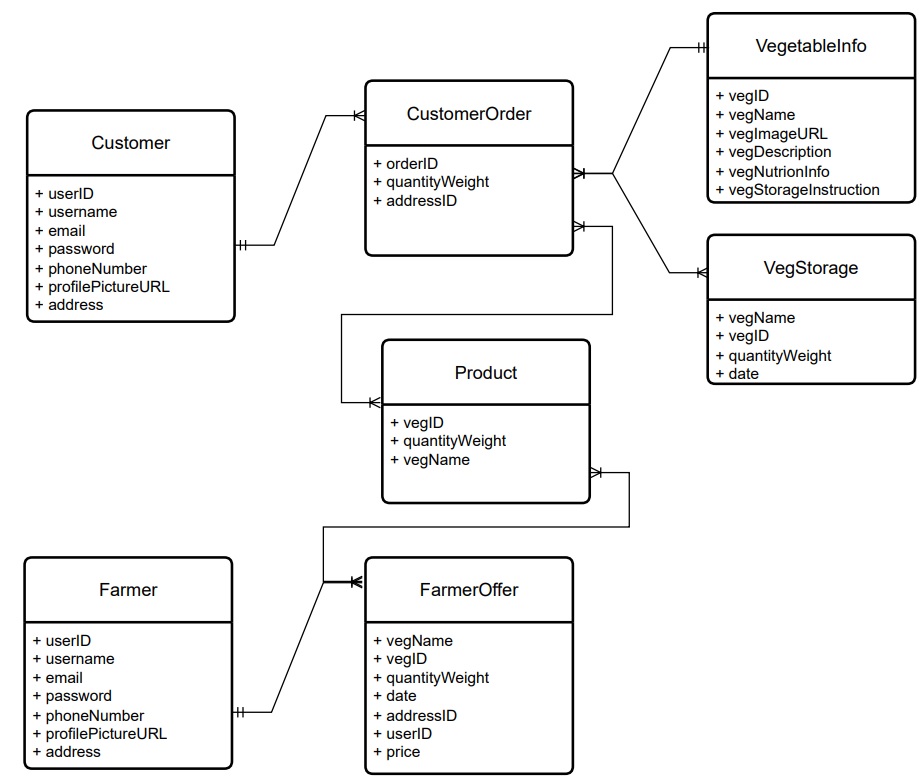 Customer
+ userID
+ username
+ email
+ password
+ phoneNumber
+ profilePictureURL
+ address
CustomerOrder
+ orderID
+ quantityWeight
+ addressID
VegetableInfo
+ vegID
+ vegName
+ vegImageURL
+ vegDescription
+ vegNutrionInfo
+ vegStorageInstruction
VegStorage
+ vegName
+ vegID
+ quantityWeight
+ date
Product
+ vegID
+ quantityWeight
+ vegName
Farmer
+ userID
+ username
+ email
+ password
+ phoneNumber
+ profilePictureURL
+ address
FarmerOffer
+ vegName
+ vegID
+ quantityWeight
+ date
+ addressID
+ userID
+ price